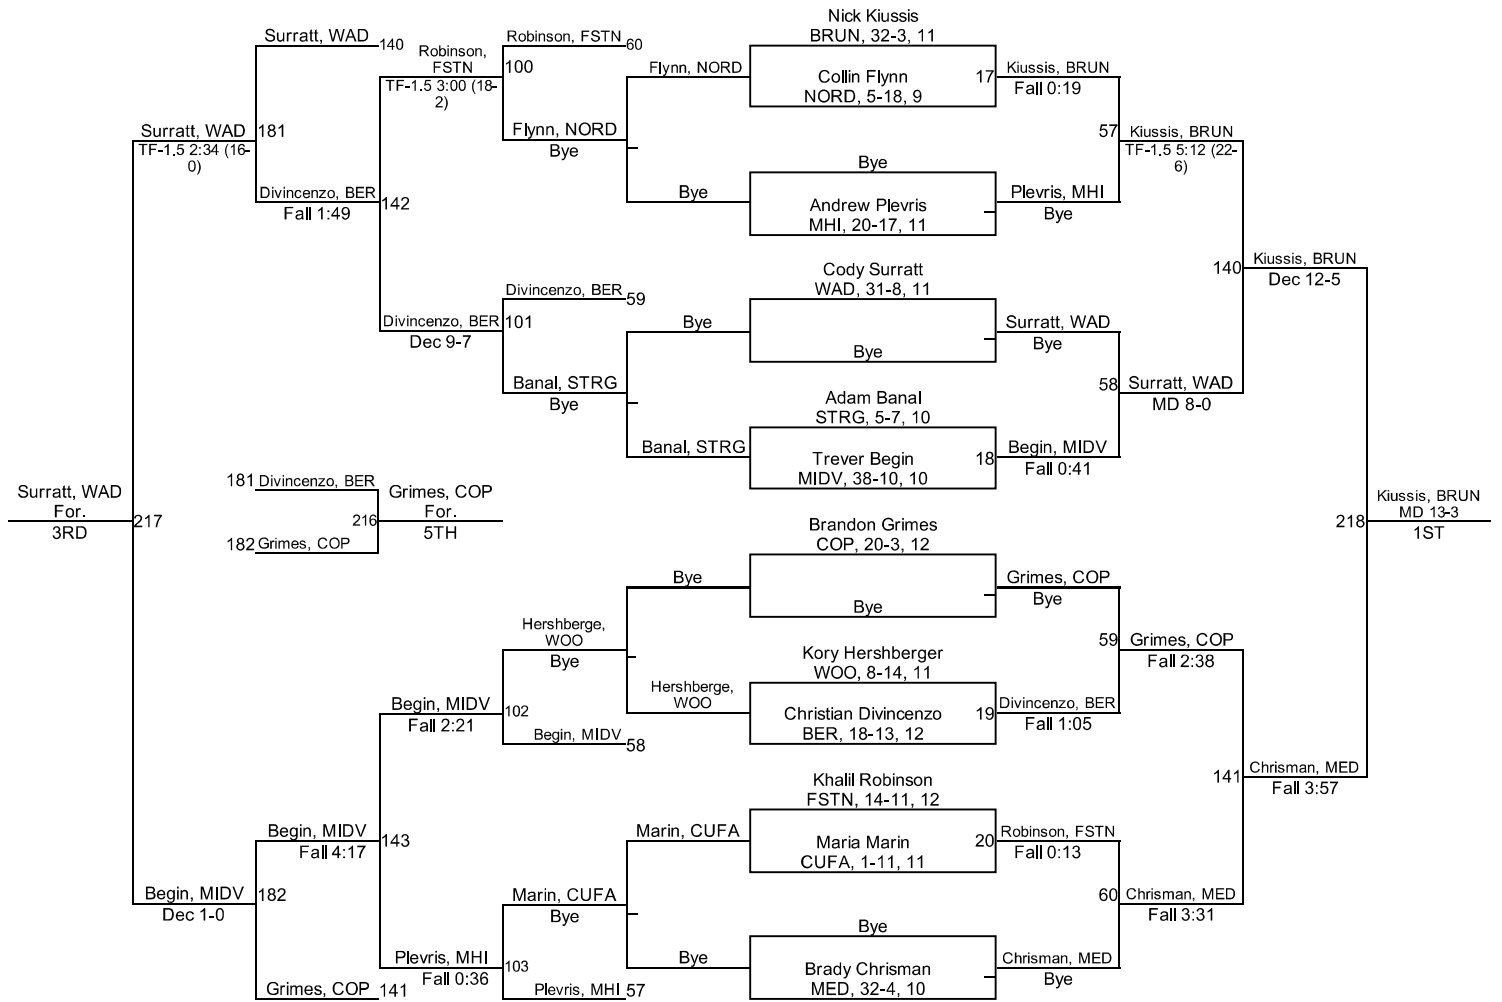 Surratt, WAD
For.
3RD
217
Surratt, WAD
TF-1.5 2:34 (16-
0)
181
Surratt, WAD
140
Divincenzo, BER
Fall 1:49
142
Robinson,
FSTN
TF-1.5 3:00 (18-
2)
100
Robinson, FSTN
60
Flynn, NORD
Bye
Flynn, NORD
Bye
Divincenzo, BER
Dec 9-7
101
Divincenzo, BER
59
Banal, STRG
Bye
Bye
Banal, STRG
181
Divincenzo, BER
182
Grimes, COP
216
Grimes, COP
For.
5TH
Begin, MIDV
Dec 1-0
182
Begin, MIDV
Fall 4:17
143
Grimes, COP
141
Begin, MIDV
Fall 2:21
102
Hershberge,
WOO
Bye
Begin, MIDV
58
Bye
Hershberge,
WOO
Plevris, MHI
Fall 0:36
103
Marin, CUFA
Bye
Plevris, MHI
57
Marin, CUFA
Bye
Nick Kiussis
BRUN, 32-3, 11
Collin Flynn
NORD, 5-18, 9
17
Bye
Andrew Plevris
MHI, 20-17, 11
Cody Surratt
WAD, 31-8, 11
Bye
Adam Banal
STRG, 5-7, 10
Trever Begin
MIDV, 38-10, 10
18
Brandon Grimes
COP, 20-3, 12
Bye
Kory Hershberger
WOO, 8-14, 11
Christian Divincenzo
BER, 18-13, 12
19
Khalil Robinson
FSTN, 14-11, 12
Maria Marin
CUFA, 1-11, 11
20
Bye
Brady Chrisman
MED, 32-4, 10
Kiussis, BRUN
Fall 0:19
57
Plevris, MHI
Bye
Surratt, WAD
Bye
58
Begin, MIDV
Fall 0:41
Grimes, COP
Bye
59
Divincenzo, BER
Fall 1:05
Robinson, FSTN
Fall 0:13
60
Chrisman, MED
Bye
Kiussis, BRUN
TF-1.5 5:12 (22-
6)
140
Surratt, WAD
MD 8-0
Grimes, COP
Fall 2:38
141
Chrisman, MED
Fall 3:31
Kiussis, BRUN
Dec 12-5
218
Chrisman, MED
Fall 3:57
Kiussis, BRUN
MD 13-3
1ST